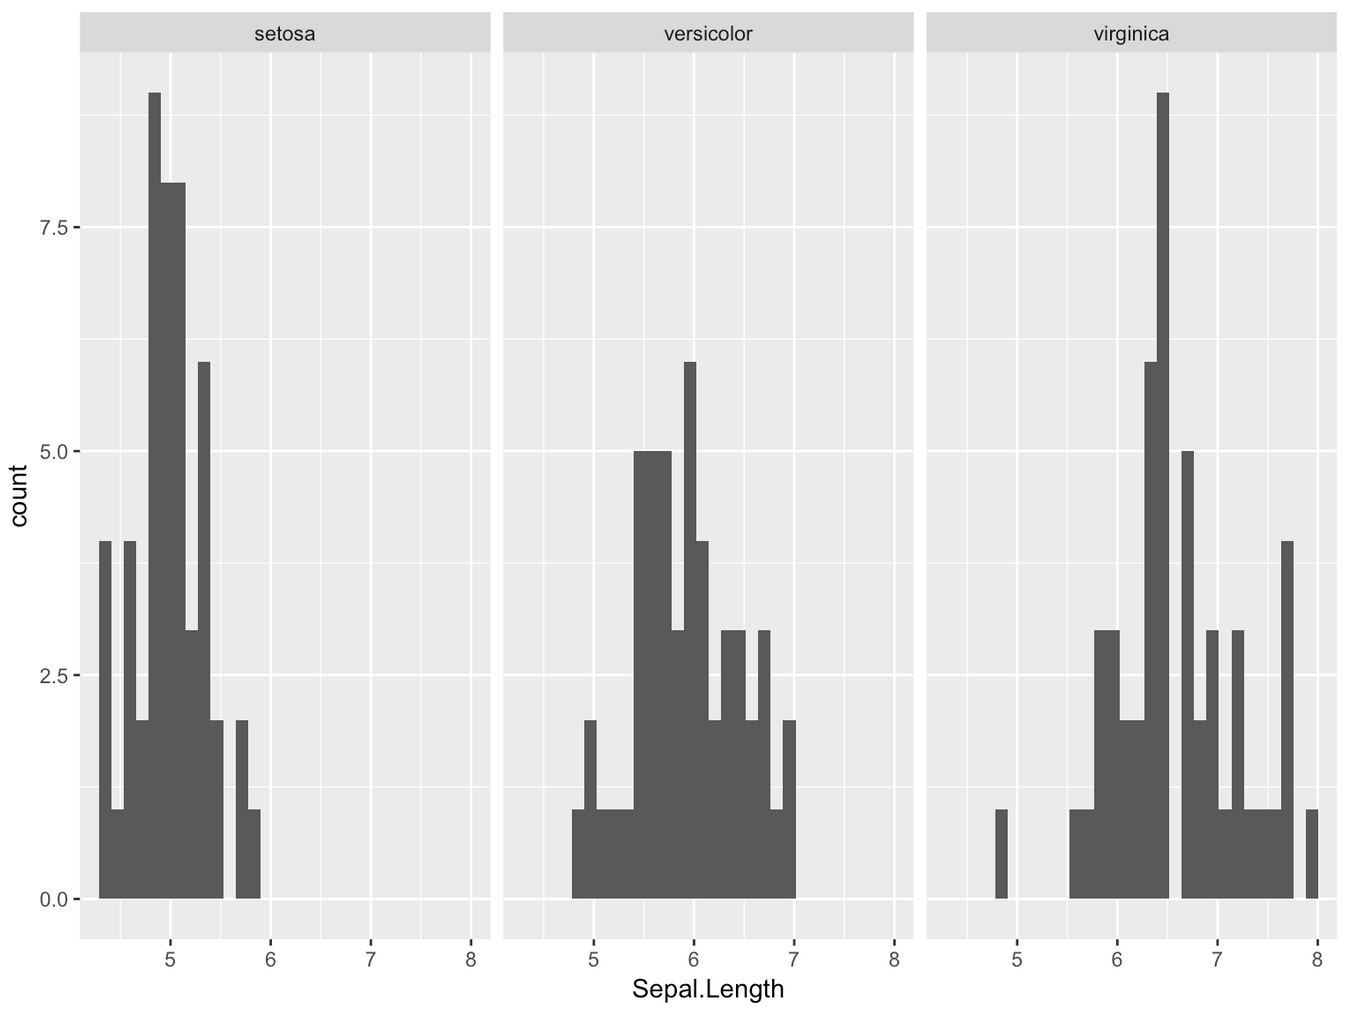 setosa
versicolor
virginica
7.5
5.0
2.5
0.0
count
5 6 7 8
5 6 7 8
5 6 7 8
Sepal.Length